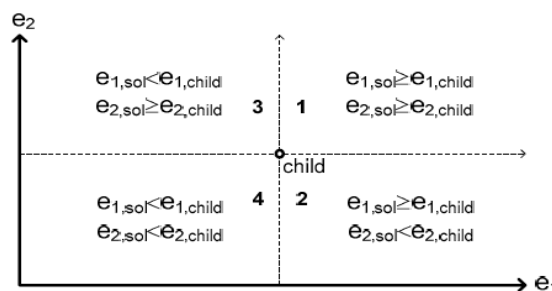 e2
e1,sol<e1,child
e2,sol≥e2,child
3
1
e1,sol≥e1,child
e2,sol≥e2,child
child
e1,sol<e1,child
e2,sol<e2,child
4
2
e1,sol≥e1,child
e2,sol<e2,child